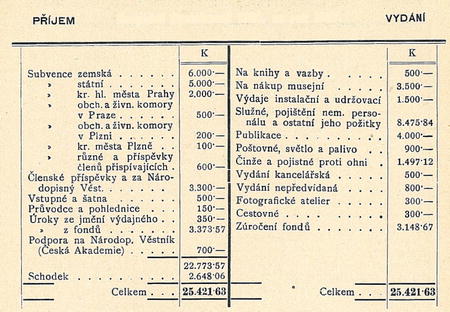 PŘÍJEM
VYDÁNÍ
K
Subvence zemská . . . . . . 6.000·—
» státní . . . . . . . 5.000·—
» kr. hl. města Prahy 2,000·—
» obch. a živn. komory
v Praze . . . . . . 500·—
» obch. a živn. komory
v Plzni . . . . . . 200·—
» kr. města Plzně . . 100·—
» různé a příspěvky
členů přispívajících . 600·—
Členské příspěvky a za Náro-
dopisný Věst. . . . . . . . 3.300·—
Vstupné a šatna . . . . . . 500·—
Průvodce a pohlednice . . . 150·—
Úroky ze jmění výdajného . . 350·—
» z fondů . . . . . . . 3.373·57
Podpora na Národop. Věstník
(Česká Akademie) . . . . . 700·—
22.773·57
Schodek . . . . . . . . . . 2.648·06
Celkem . . . 25.421·63
K
Na knihy a vazby . . . . . . 500·—
Na nákup musejní . . . . . 3.500·—
Výdaje instalační a udržovací 1.500·—
Služné, pojištění nem. perso-
nálu a ostatní jeho požitky 8.475·84
Publikace . . . . . . . . . 4.000·—
Poštovné, světlo a palivo . . 900·—
Činže a pojistné proti ohni . 1.497·12
Vydání kancelářská . . . . . 500·—
Vydání nepředvídaná . . . . 800·—
Fotografické atelier . . . . . 300·—
Cestovné . . . . . . . . . . 300·—
Zúročení fondů . . . . . . . 3.148·67
Celkem . . . 25.421·63